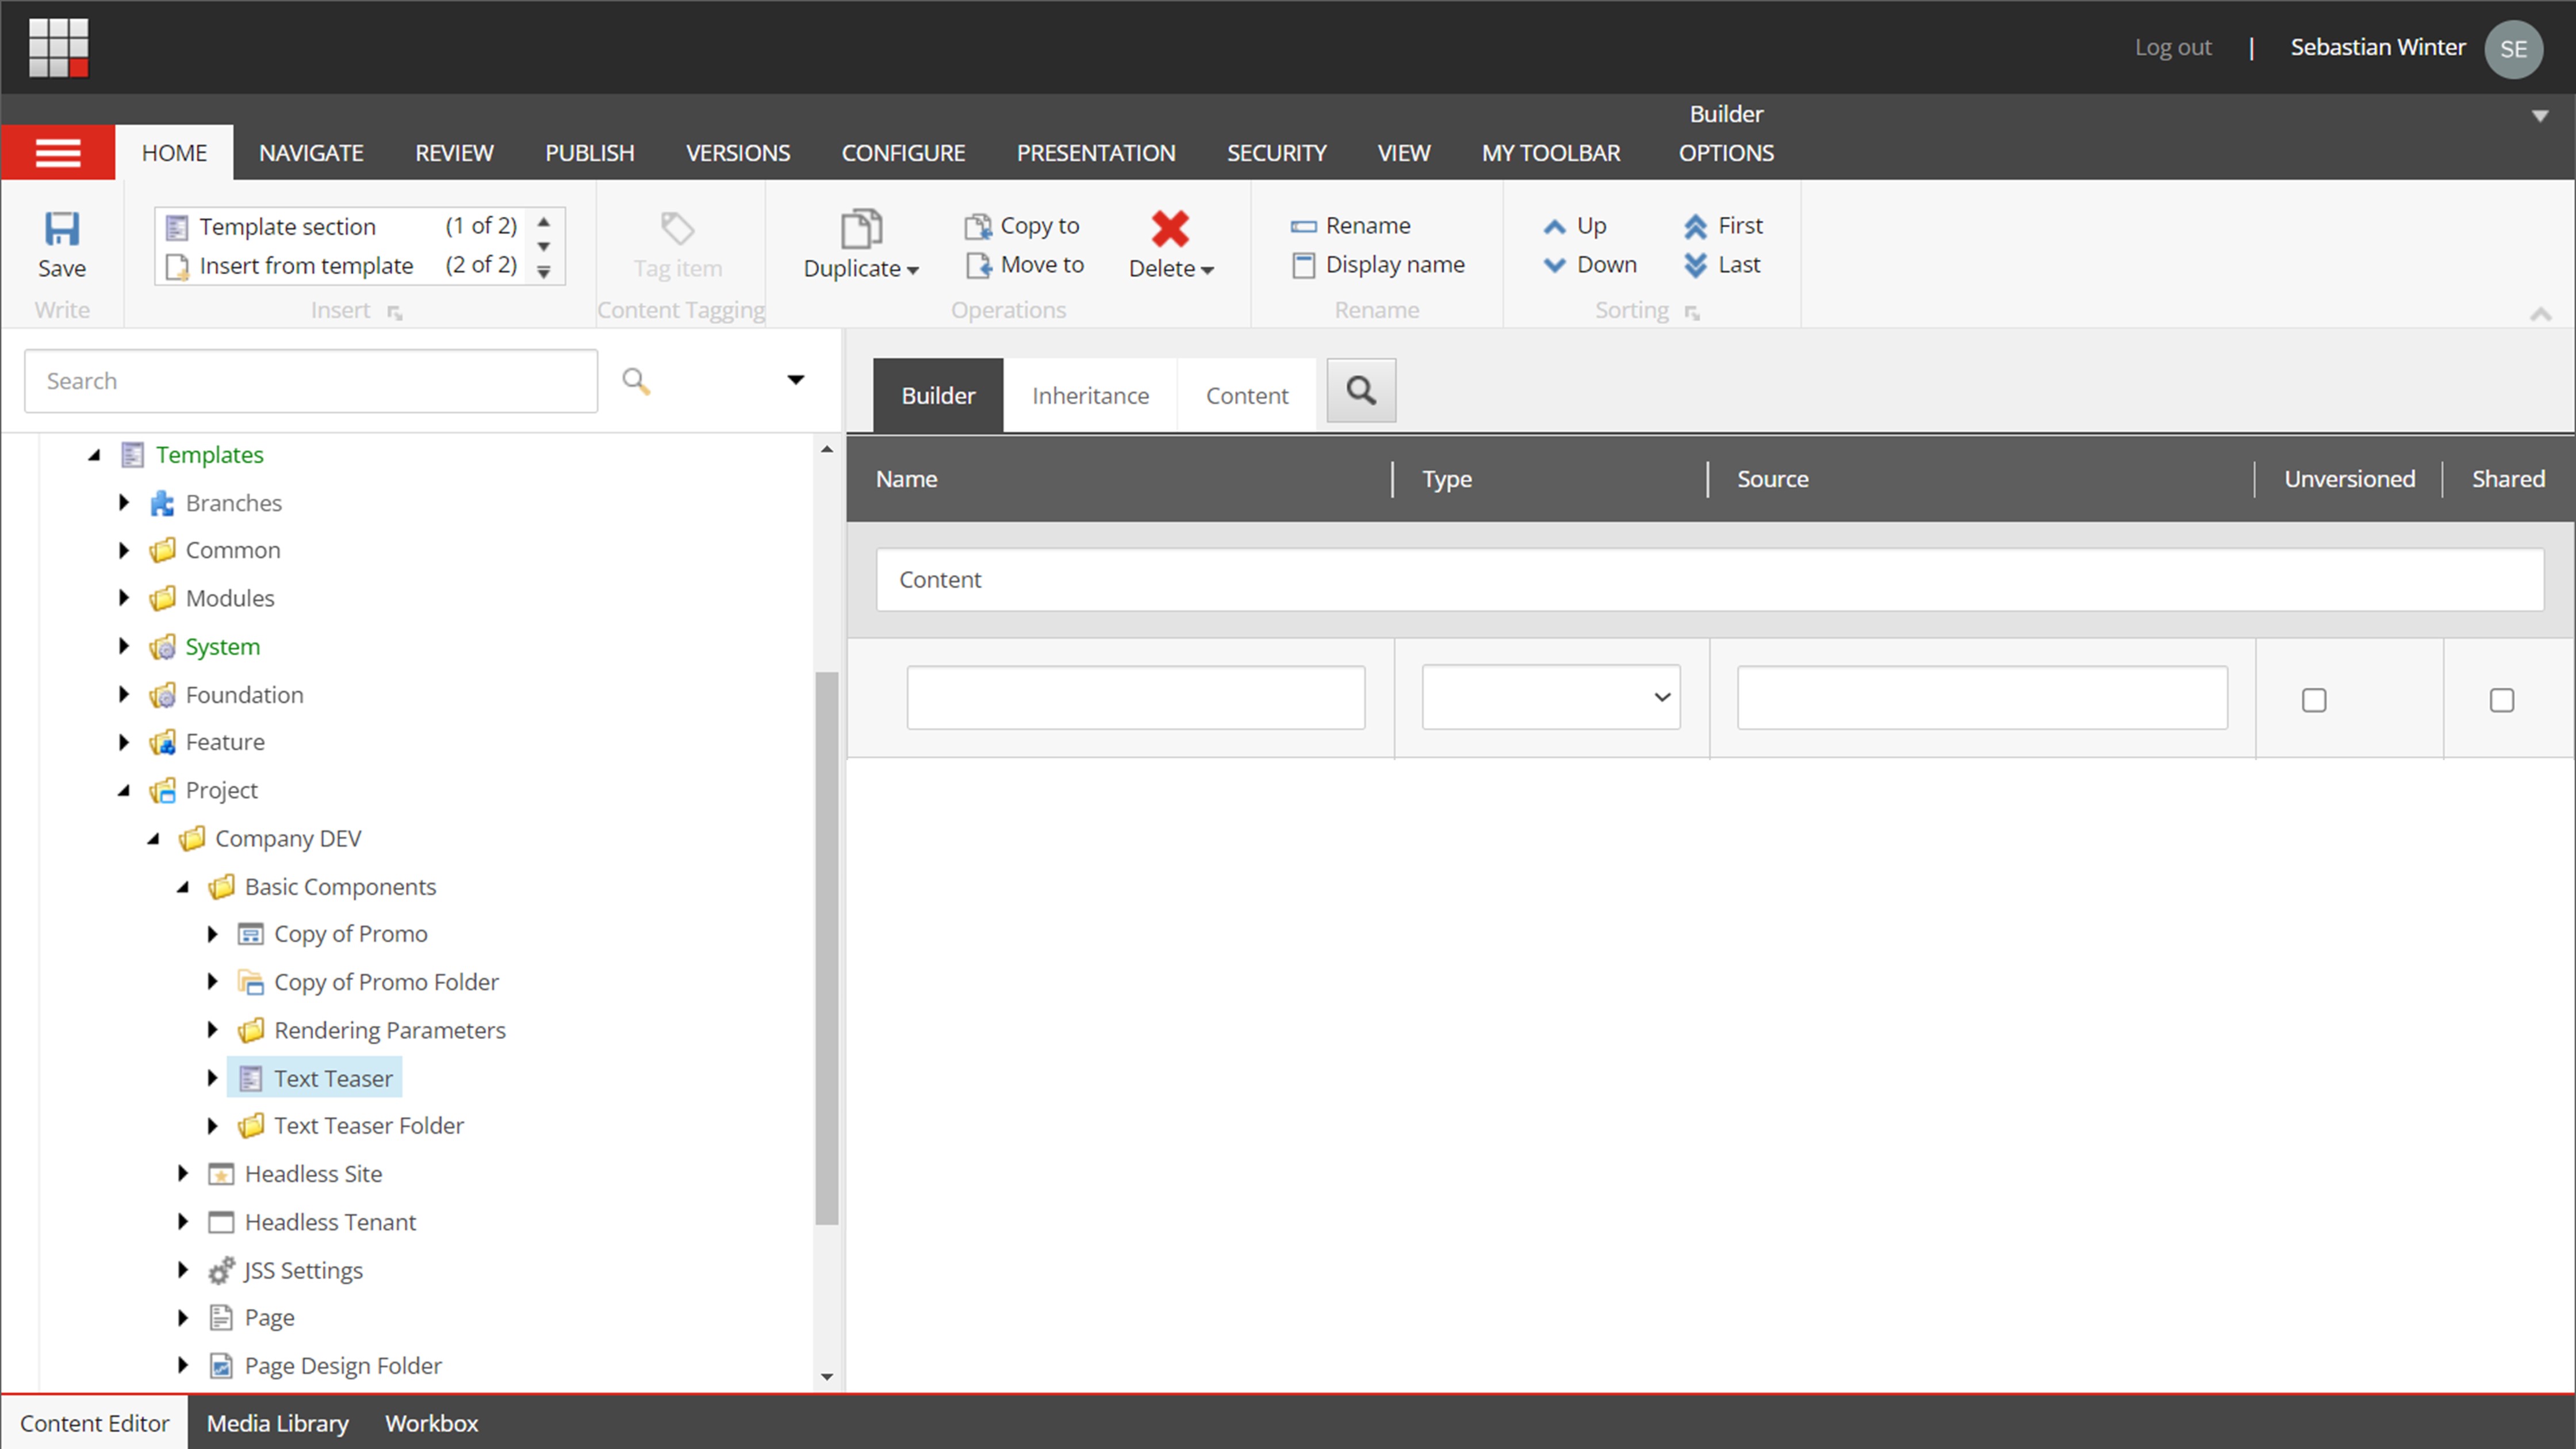 Log out | Sebastian Winter SE
Builder
HOME NAVIGATE REVIEW PUBLISH VERSIONS CONFIGURE PRESENTATION SECURITY VIEW MY TOOLBAR OPTIONS
Template section (1 of 2)
Insert from template (2 of 2)
Save
Write
Insert
Tag item
Content Tagging
Duplicate
Copy to
Move to
Delete
Operations
Rename
Display name
Rename
Up
Down
First
Last
Sorting
Search
Builder Inheritance Content
Templates
Branches
Common
Modules
System
Foundation
Feature
Project
Company DEV
Basic Components
Copy of Promo
Copy of Promo Folder
Rendering Parameters
Text Teaser
Text Teaser Folder
Headless Site
Headless Tenant
JSS Settings
Page
Page Design Folder
Name Type Source Unversioned Shared
Content
Content Editor Media Library Workbox